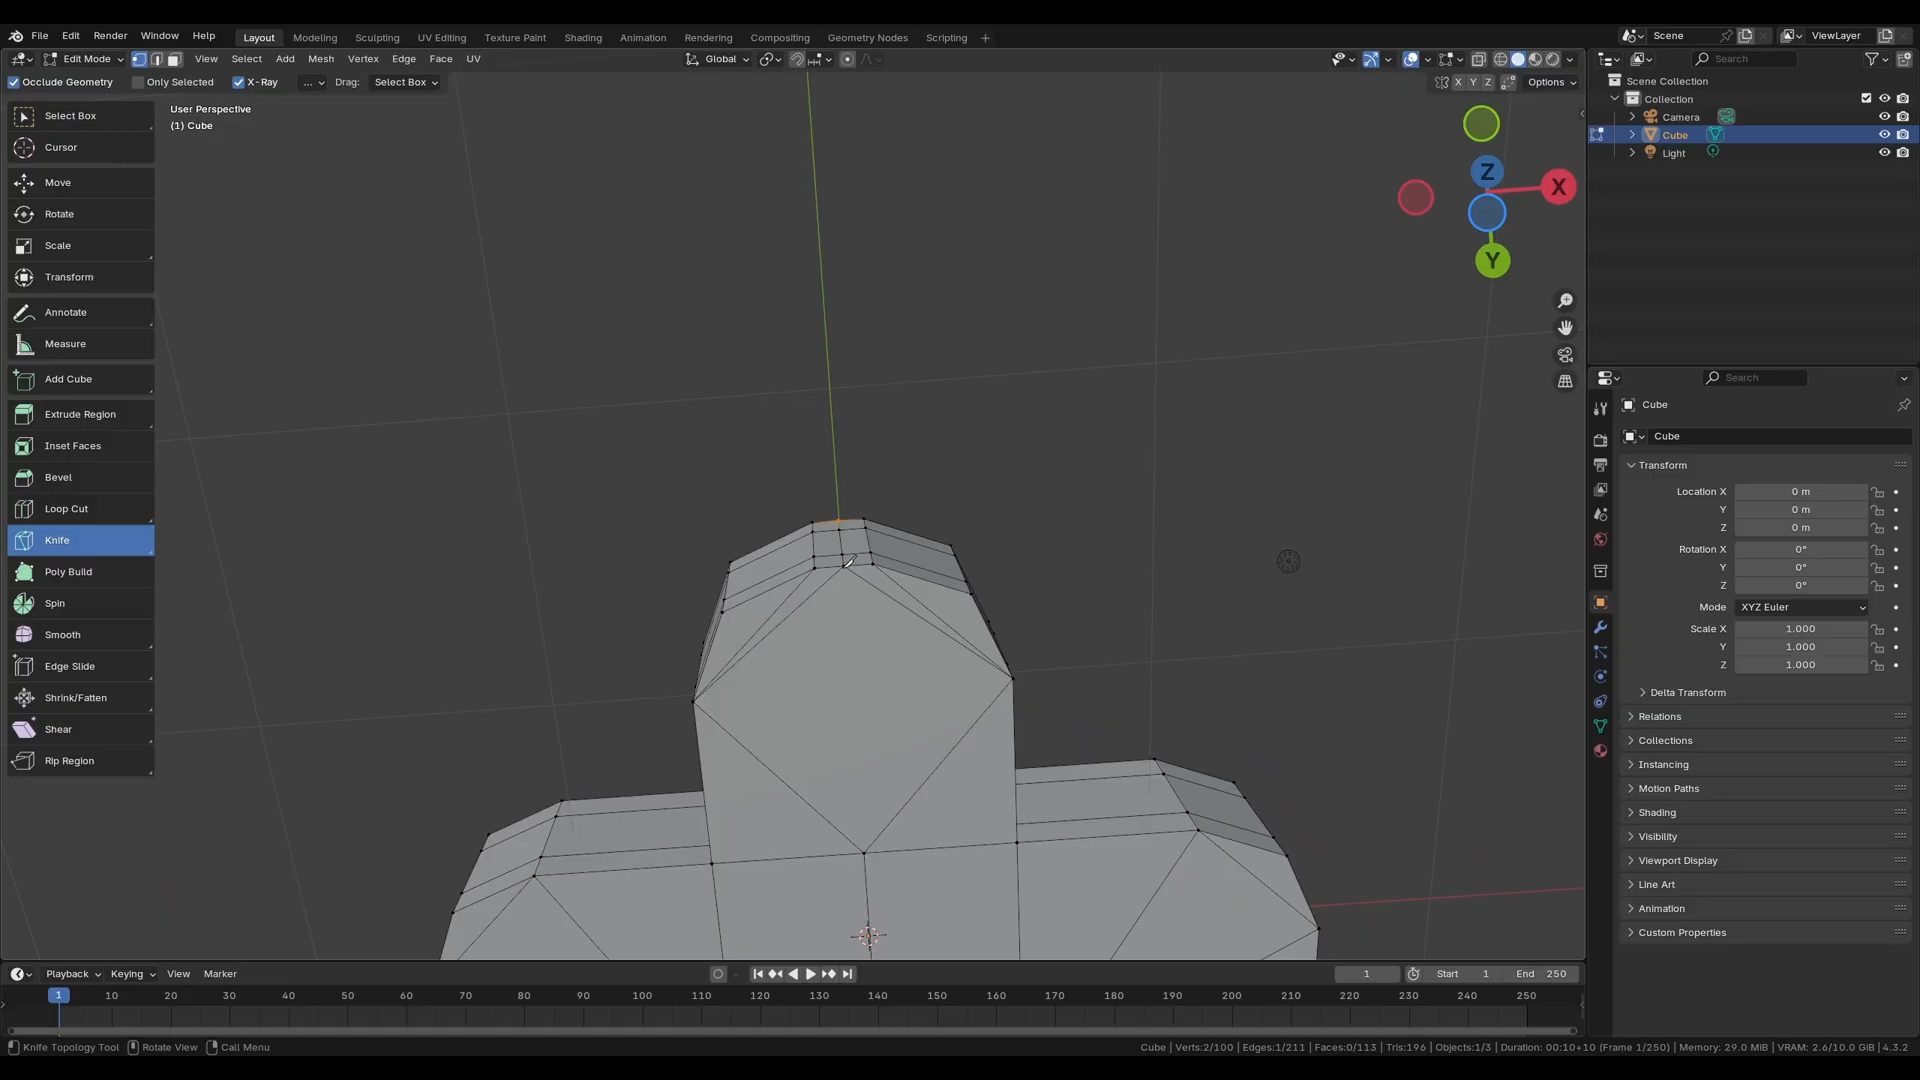 File Edit Render Window Help Layout Modeling Sculpting UV Editing Texture Paint Shading Animation Rendering Compositing Geometry Nodes Scripting + Scene ViewLayer
Edit Mode View Select Add Mesh Vertex Edge Face UV Global Search
Occlude Geometry Only Selected X-Ray ... Drag: Select Box X Y Z Options
Scene Collection
Collection
Camera
Cube
Light
User Perspective
(1) Cube
Select Box
Cursor
Move
Rotate
Scale
Transform
Annotate
Measure
Add Cube
Extrude Region
Inset Faces
Bevel
Loop Cut
Knife
Poly Build
Spin
Smooth
Edge Slide
Shrink/Fatten
Shear
Rip Region
Z
X
Y
Search
Cube
Cube
Transform
Location X 0 m
Y 0 m
Z 0 m
Rotation X 0°
Y 0°
Z 0°
Mode XYZ Euler
Scale X 1.000
Y 1.000
Z 1.000
Delta Transform
Relations
Collections
Instancing
Motion Paths
Shading
Visibility
Viewport Display
Line Art
Animation
Custom Properties
Playback Keying View Marker 1 Start 1 End 250
1 10 20 30 40 50 60 70 80 90 100 110 120 130 140 150 160 170 180 190 200 210 220 230 240 250
Knife Topology Tool Rotate View Call Menu Cube | Verts:2/100 | Edges:1/211 | Faces:0/113 | Tris:196 | Objects:1/3 | Duration: 00:10+10 (Frame 1/250) | Memory: 29.0 MiB | VRAM: 2.6/10.0 GiB | 4.3.2